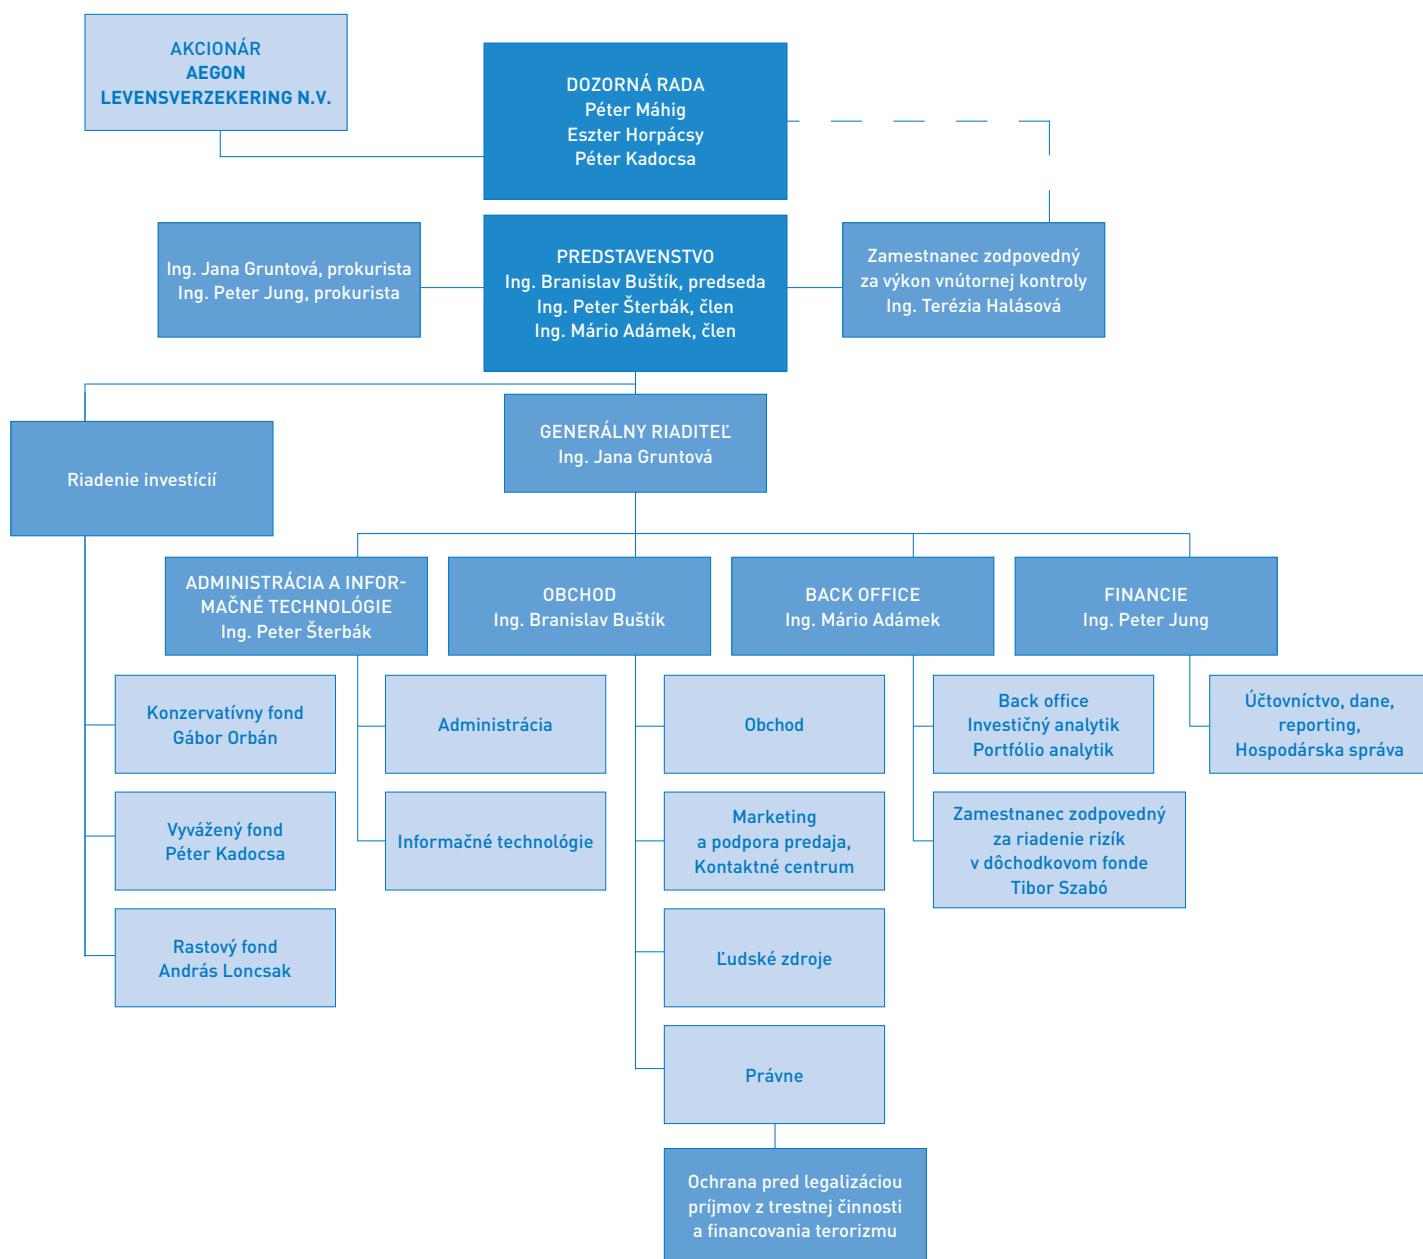 AKCIONÁR
AEGON
LEVENSVERZEKERING N.V.
DOZORNÁ RADA
Péter Máhig
Eszter Horpácsy
Péter Kadocsa
Ing. Jana Gruntová, prokurista
Ing. Peter Jung, prokurista
PREDSTAVENSTVO
Ing. Branislav Buštík, predseda
Ing. Peter Šterbák, člen
Ing. Mário Adámek, člen
Zamestnanec zodpovedný
za výkon vnútornej kontroly
Ing. Terézia Halásová
GENERÁLNY RIADITEĽ
Ing. Jana Gruntová
Riadenie investícií
ADMINISTRÁCIA A INFOR-
MAČNÉ TECHNOLÓGIE
Ing. Peter Šterbák
OBCHOD
Ing. Branislav Buštík
BACK OFFICE
Ing. Mário Adámek
FINANCIE
Ing. Peter Jung
Konzervatívny fond
Gábor Orbán
Administrácia
Obchod
Back office
Investičný analytik
Portfólio analytik
Účtovníctvo, dane,
reporting,
Hospodárska správa
Vyvážený fond
Péter Kadocsa
Informačné technológie
Marketing
a podpora predaja,
Kontaktné centrum
Zamestnanec zodpovedný
za riadenie rizík
v dôchodkovom fonde
Tibor Szabó
Rastový fond
András Loncsak
Ľudské zdroje
Právne
Ochrana pred legalizáciou
príjmov z trestnej činnosti
a financovania terorizmu